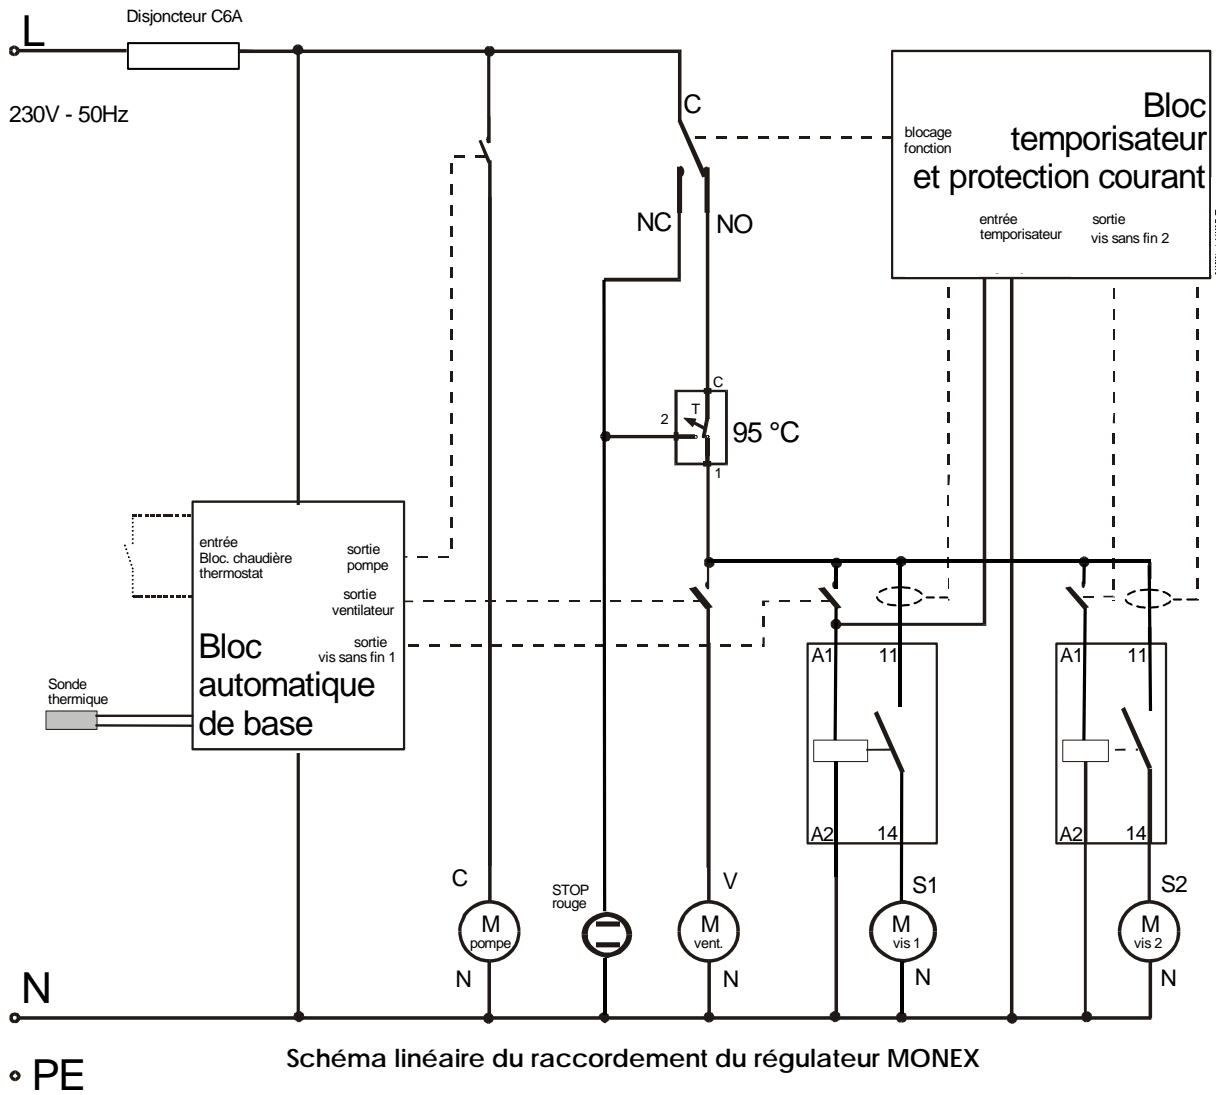 Disjoncteur C6A
L
230V - 50Hz
C
Bloc
temporisateur
et protection courant
blocage
fonction
entrée
temporisateur
sortie
vis sans fin 2
NC
NO
C
2
T
95 °C
1
entrée
Bloc. chaudière
thermostat
sortie
pompe
sortie
ventilateur
sortie
vis sans fin 1
Bloc
automatique
de base
Sonde
thermique
A1
11
A1
11
A2
14
A2
14
C
STOP
rouge
V
S1
S2
M
pompe
M
vent.
M
vis 1
M
vis 2
N
N
N
N
N
Schéma linéaire du raccordement du régulateur MONEX
PE